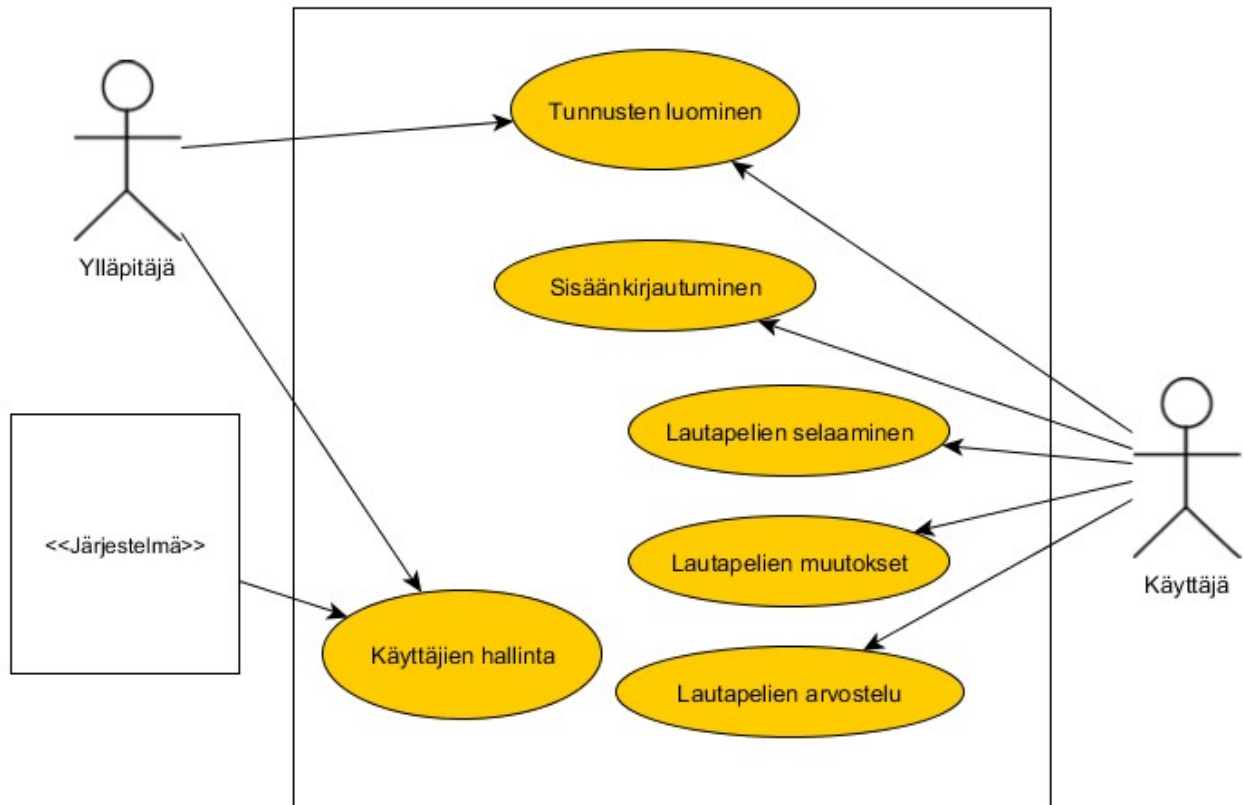 Tunnusten luominen
Ylläpitäjä
Sisäänkirjautuminen
Lautapelien selaaminen
<<Järjestelmä>>
Lautapelien muutokset
Käyttäjä
Käyttäjien hallinta
Lautapelien arvostelu